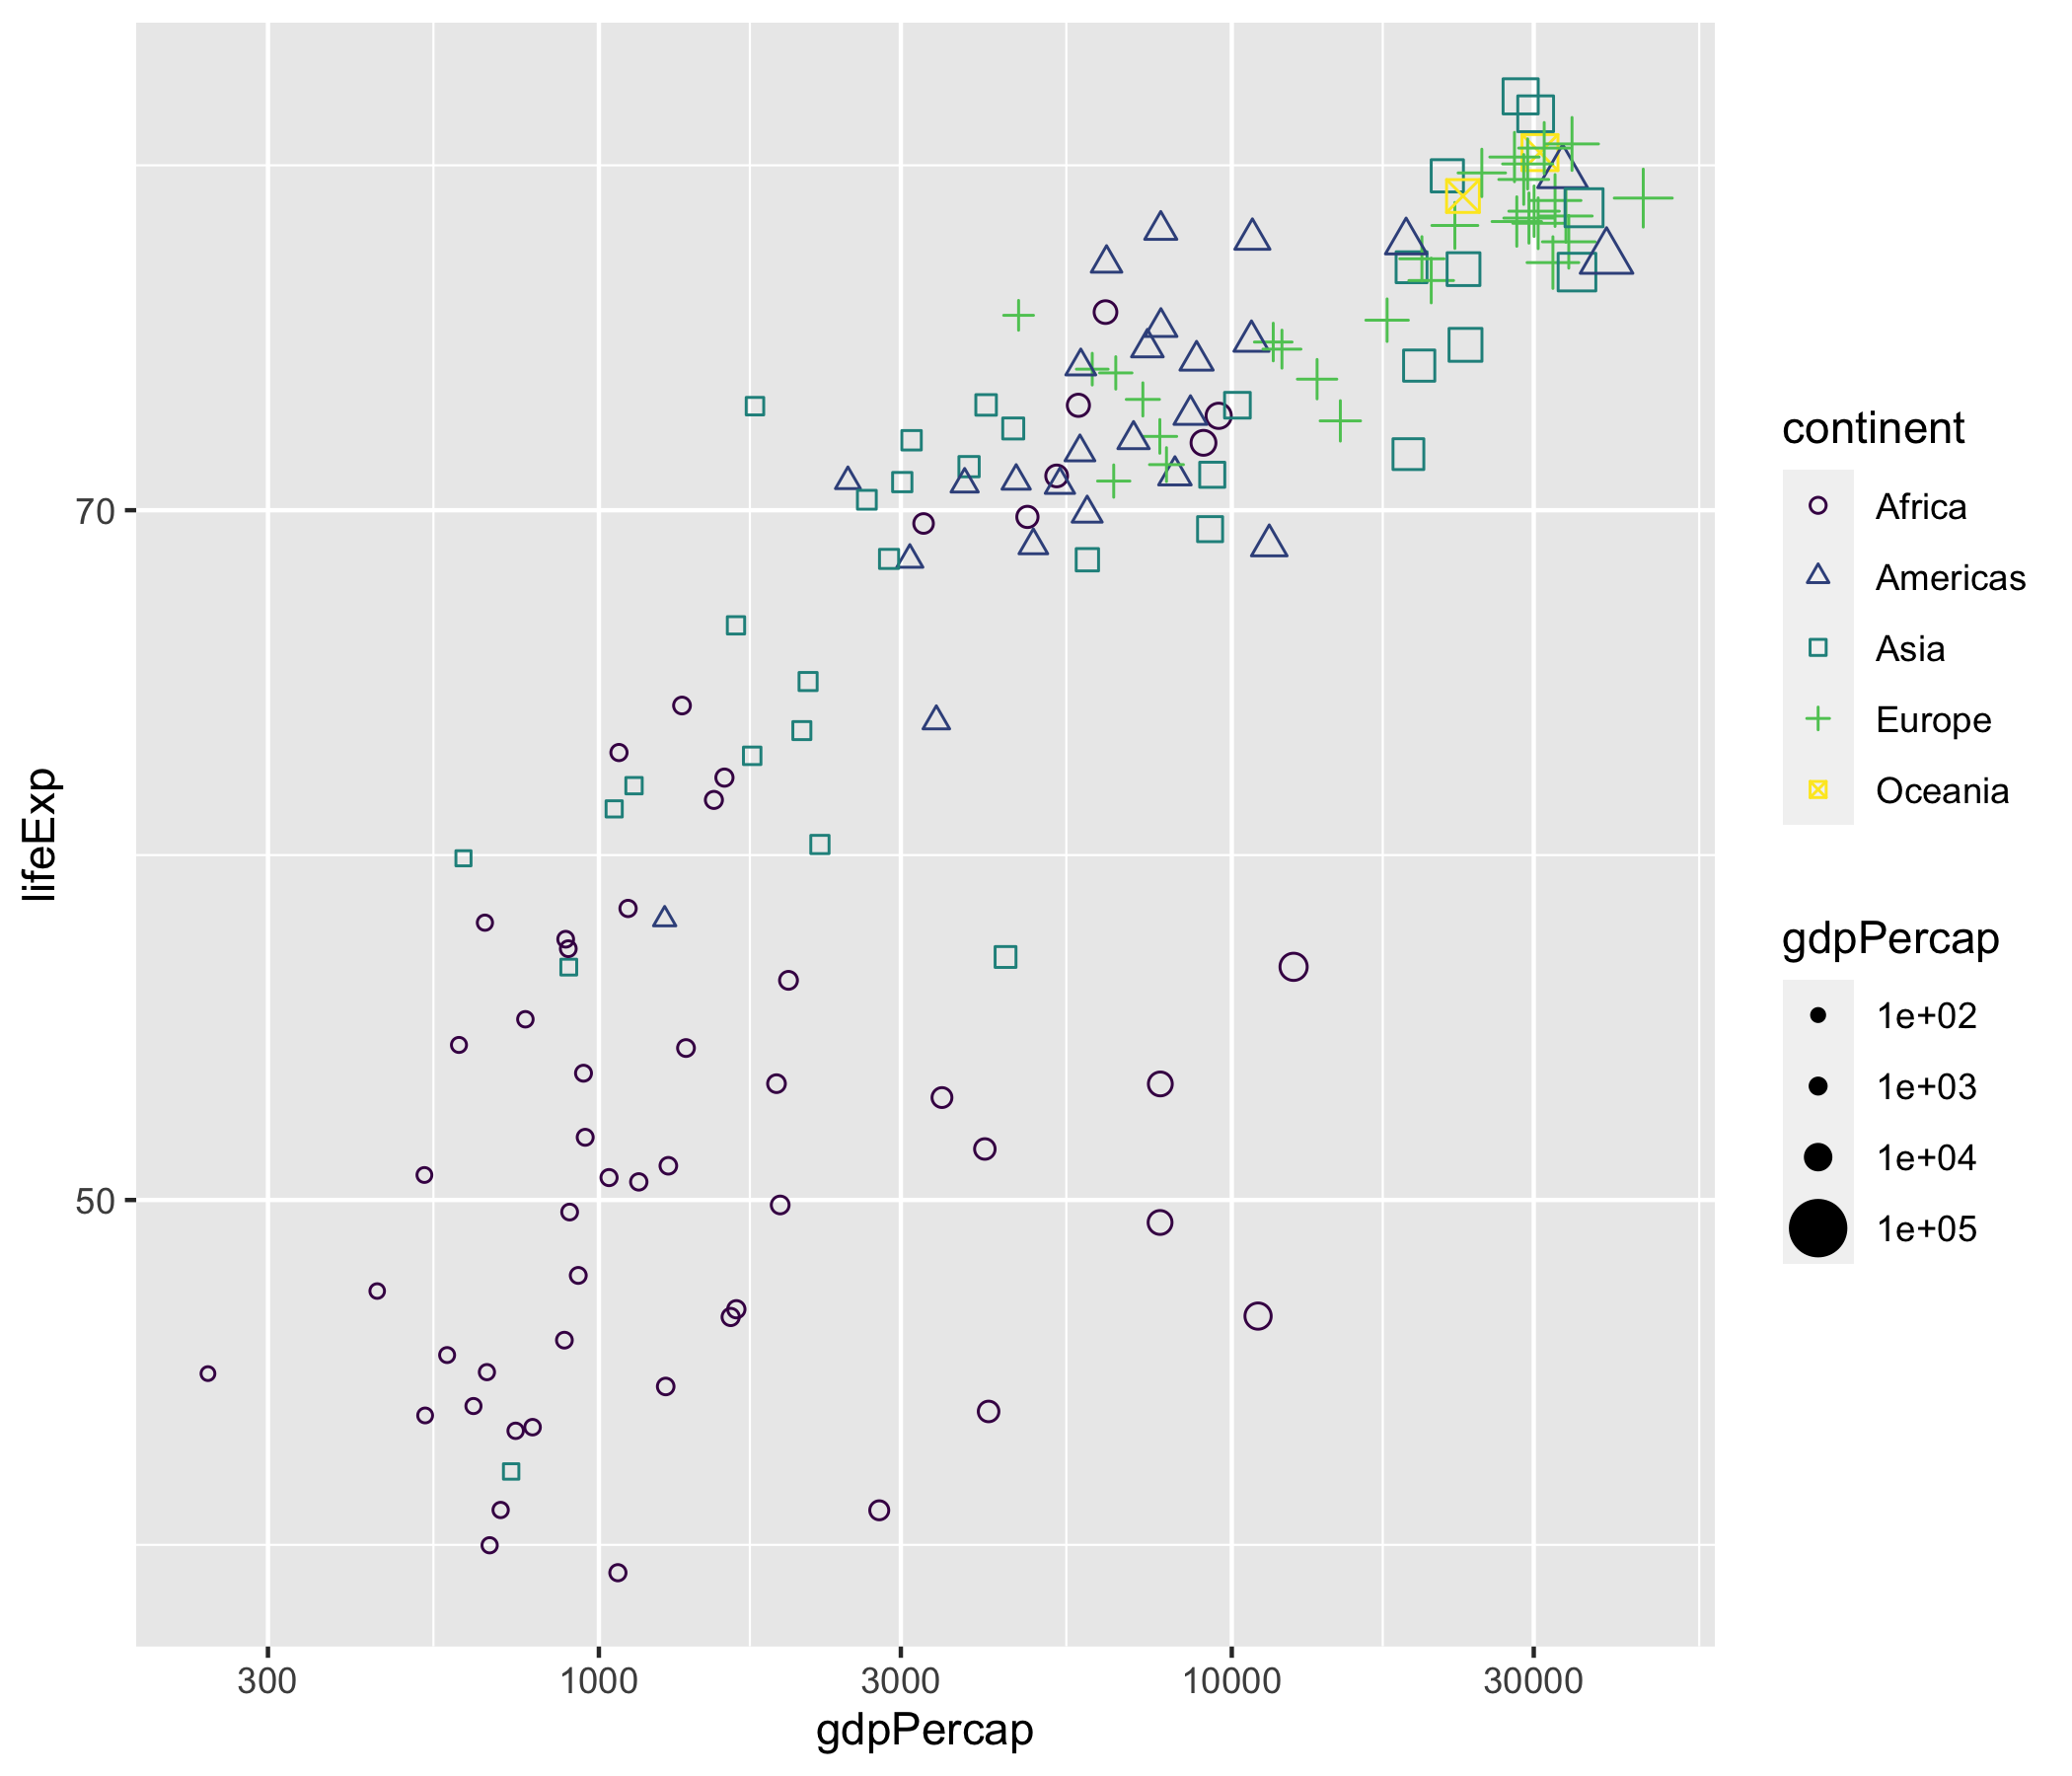 lifeExp
70
50
300
1000
3000
10000
30000
gdpPercap
continent
Africa
Americas
Asia
Europe
Oceania
gdpPercap
1e+02
1e+03
1e+04
1e+05